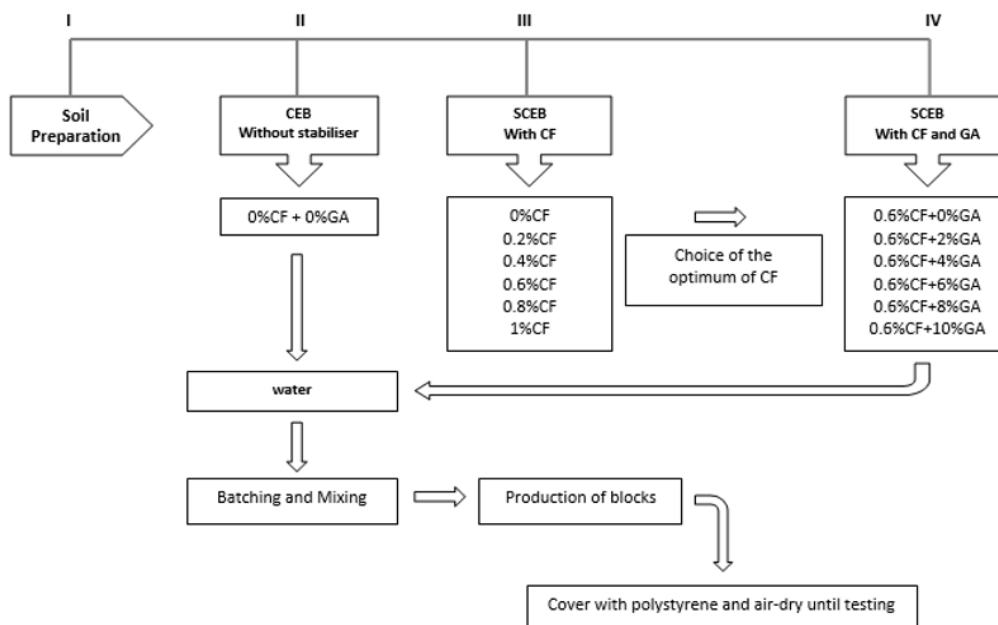 I
II
III
IV
Soil
Preparation
CEB
Without stabiliser
SCEB
With CF
SCEB
With CF and GA
0%CF + 0%GA
0%CF
0.2%CF
0.4%CF
0.6%CF
0.8%CF
1%CF
Choice of the
optimum of CF
0.6%CF+0%GA
0.6%CF+2%GA
0.6%CF+4%GA
0.6%CF+6%GA
0.6%CF+8%GA
0.6%CF+10%GA
water
Batching and Mixing
Production of blocks
Cover with polystyrene and air-dry until testing